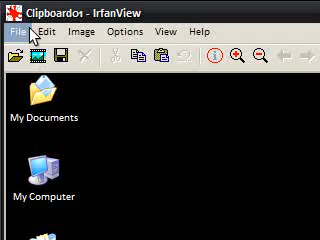 Clipboard01 - IrfanView
File Edit Image Options View Help
My Documents
My Computer